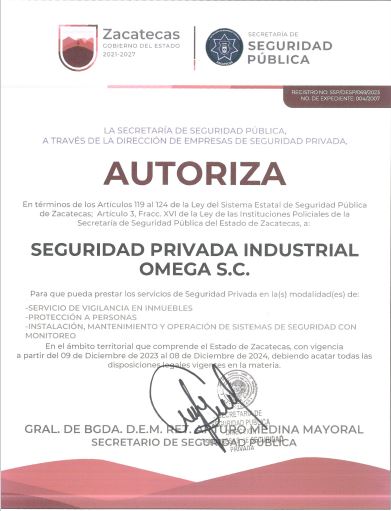 Zacatecas
GOBIERNO DEL ESTADO
2021-2027
SECRETARÍA DE
SEGURIDAD
PÚBLICA
REGISTRO NO. SSP/DESP/069/2023
NO. DE EXPEDIENTE: 004/2007
LA SECRETARÍA DE SEGURIDAD PÚBLICA,
A TRAVÉS DE LA DIRECCIÓN DE EMPRESAS DE SEGURIDAD PRIVADA,
AUTORIZA
En términos de los Artículos 119 al 124 de la Ley del Sistema Estatal de Seguridad Pública
de Zacatecas; Artículo 3, Fracc. XVI de la Ley de las Instituciones Policiales de la
Secretaría de Seguridad Pública del Estado de Zacatecas, a:
SEGURIDAD PRIVADA INDUSTRIAL
OMEGA S.C.
Para que pueda prestar los servicios de Seguridad Privada en la(s) modalidad(es) de:
-SERVICIO DE VIGILANCIA EN INMUEBLES
-PROTECCIÓN A PERSONAS
-INSTALACIÓN, MANTENIMIENTO Y OPERACIÓN DE SISTEMAS DE SEGURIDAD CON
MONITOREO
En el ámbito territorial que comprende el Estado de Zacatecas, con vigencia
a partir del 09 de Diciembre de 2023 al 08 de Diciembre de 2024, debiendo acatar todas las
disposiciones legales vigentes en la materia.
SECRETARÍA DE
SEGURIDAD PÚBLICA
GRAL. DE BGDA. D.E.M. RET. ARTURO MEDINA MAYORAL
SECRETARIO DE SEGURIDAD PÚBLICA
SEGURIDAD
PRIVADA